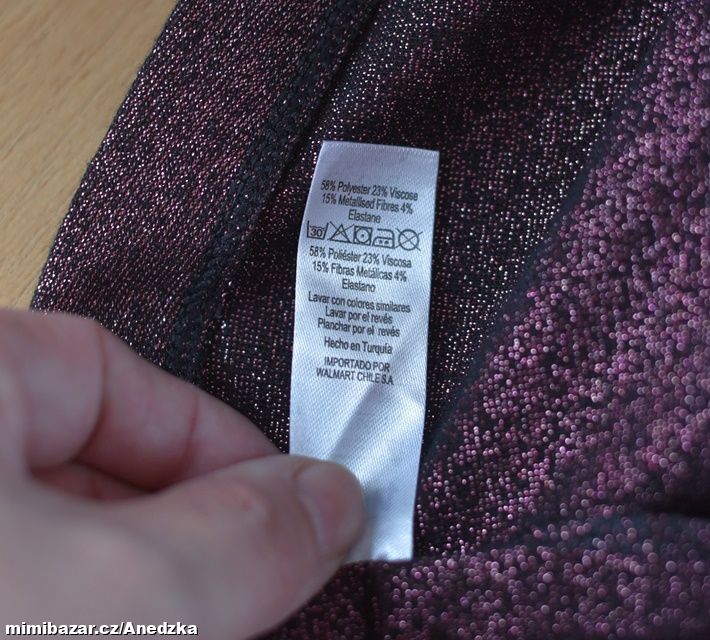 58% Polyester 23% Viscose
15% Metallised Fibres 4%
Elastane
30
58% Poliéster 23% Viscosa
15% Fibras Metálicas 4%
Elastano
Lavar con colores similares
Lavar por el revés
Planchar por el revés
Hecho en Turquía
IMPORTADO POR
WALMART CHILE S.A
mimibazar.cz/Anedzka